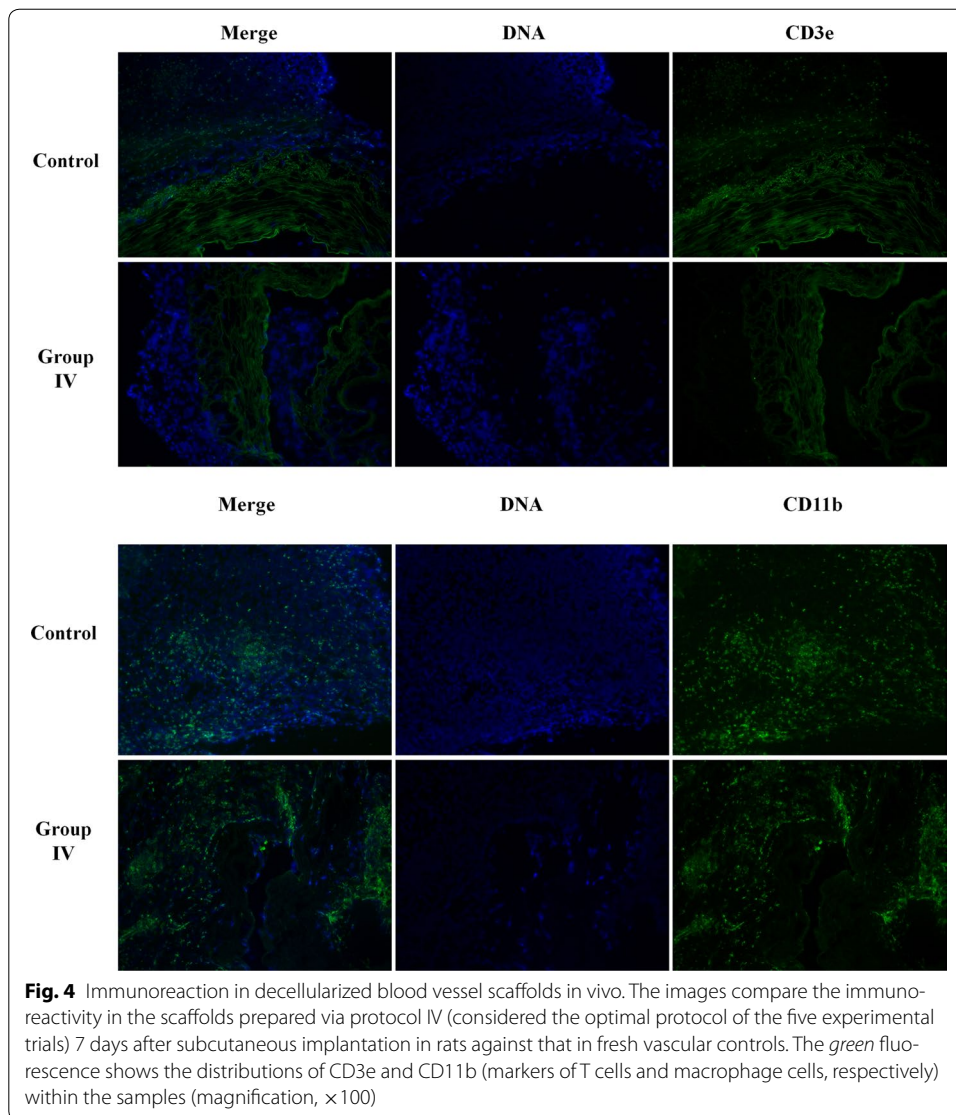 Merge DNA CD3e
Control
Group
IV
Merge DNA CD11b
Control
Group
IV
Fig. 4 Immunoreaction in decellularized blood vessel scaffolds in vivo. The images compare the immuno-
reactivity in the scaffolds prepared via protocol IV (considered the optimal protocol of the five experimental
trials) 7 days after subcutaneous implantation in rats against that in fresh vascular controls. The green fluo-
rescence shows the distributions of CD3e and CD11b (markers of T cells and macrophage cells, respectively)
within the samples (magnification, ×100)